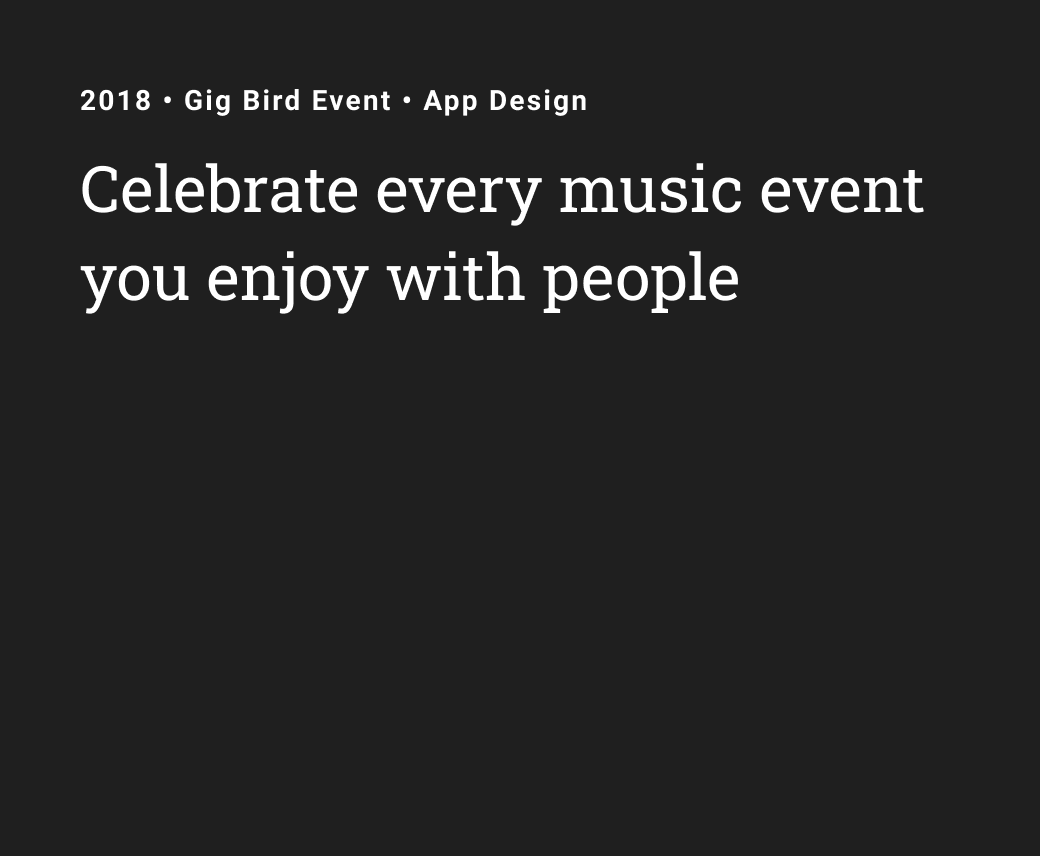 2018 • Gig Bird Event • App Design
Celebrate every music event
you enjoy with people